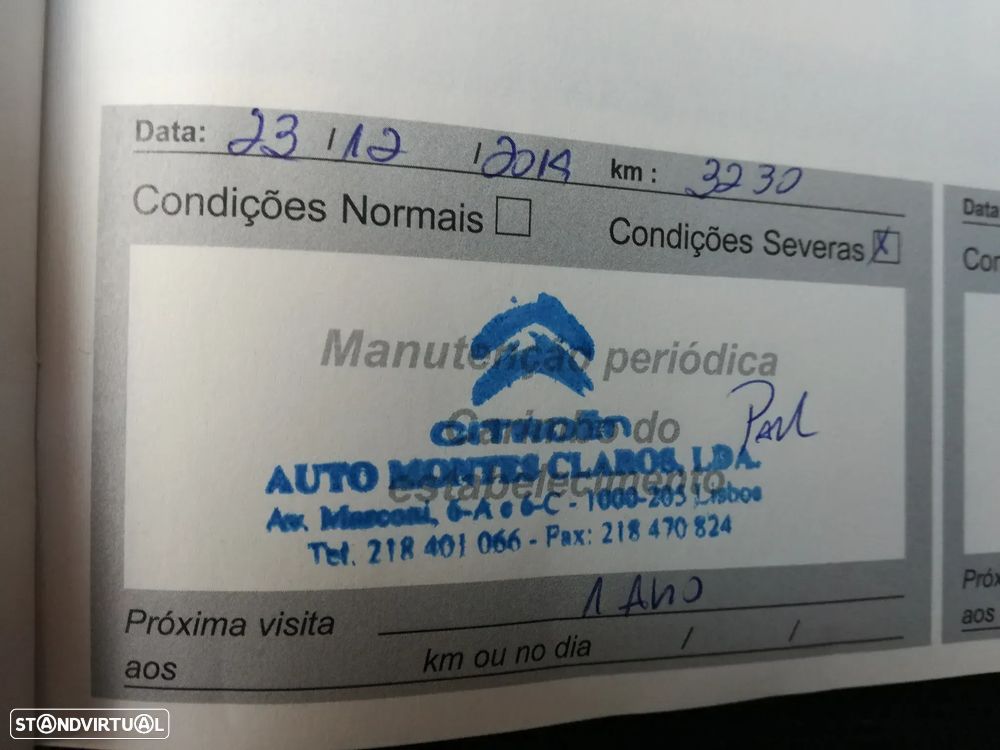 Data: 23 / 12 / 2019 km : 3230
Condições Normais Condições Severas X
Manutenção periódica
Carimbo do
estabelecimento
CITROËN
AUTO MONTES CLAROS, LDA.
Av. Marconi, 6-A e 6-C - 1000-205 Lisboa
Tel. 218 401 066 - Fax: 218 470 824
1 ANO
Próxima visita
aos km ou no dia / /
Data
Con
Próx
aos
STANDVIRTUAL